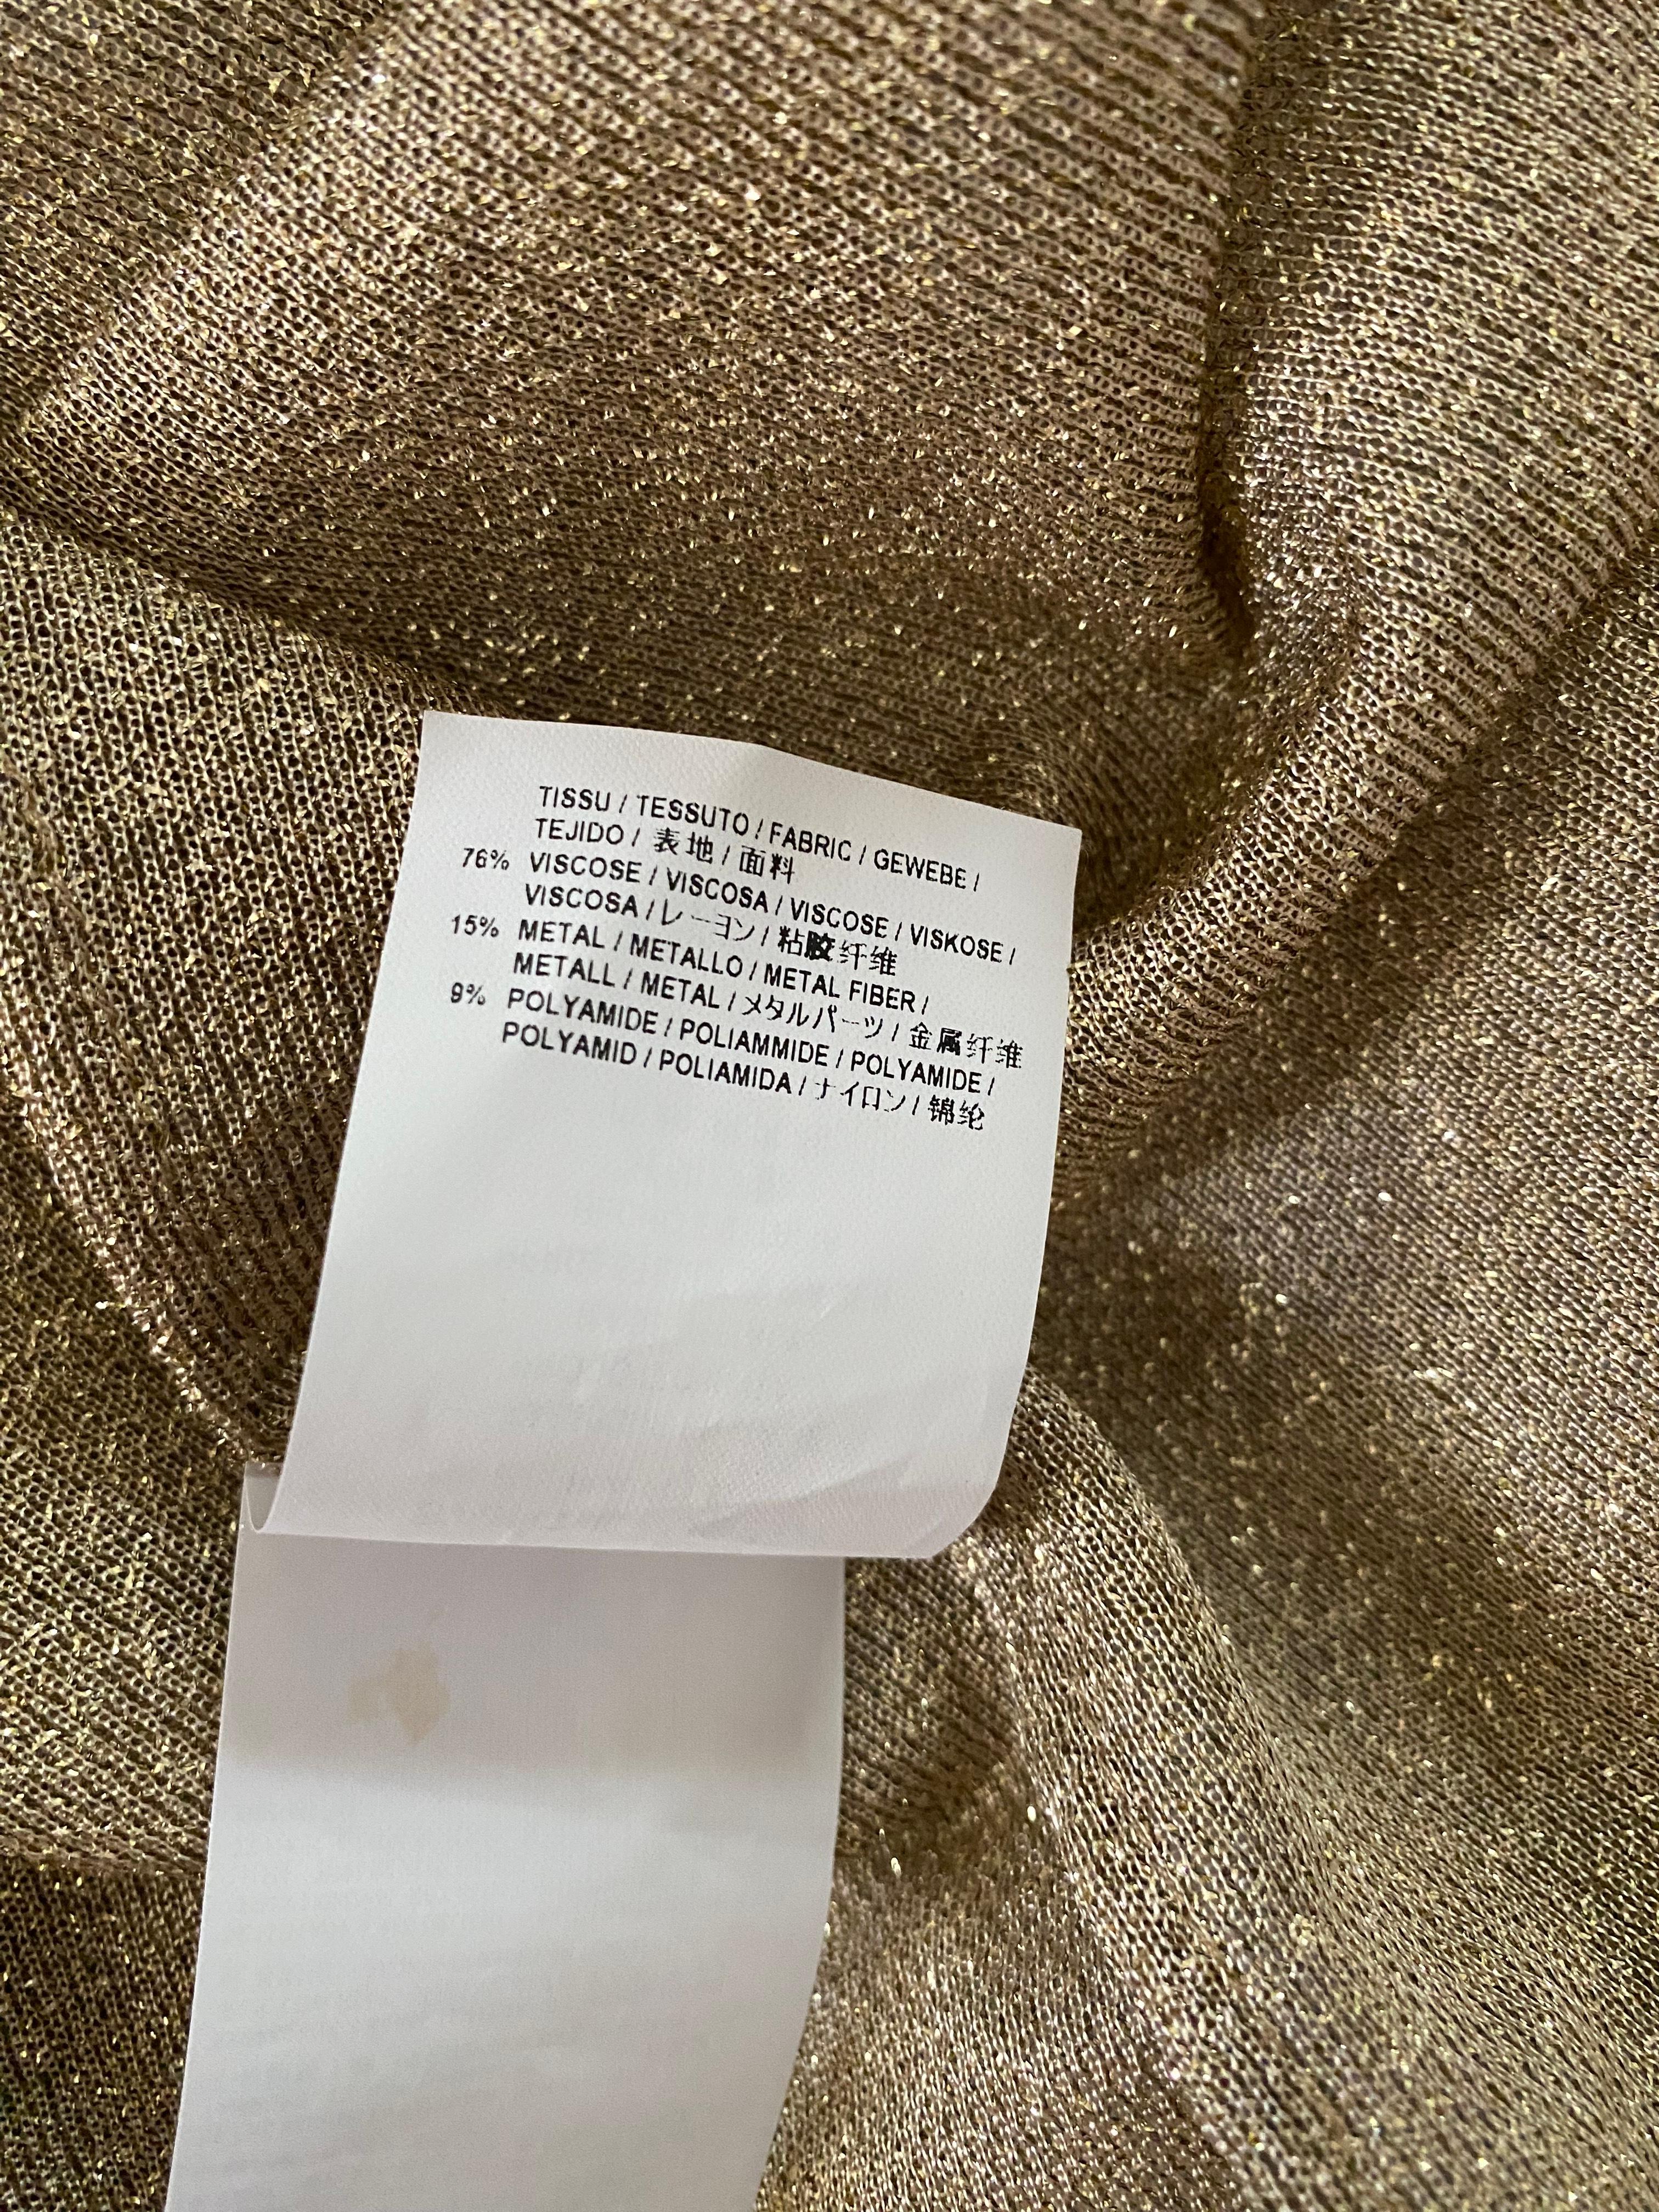 TISSU / TESSUTO / FABRIC / GEWEBE /
TEJIDO / 表地 / 面料
76% VISCOSE / VISCOSA / VISCOSE / VISKOSE /
VISCOSA / レーヨン / 粘胶纤维
15% METAL / METALLO / METAL FIBER /
METALL / METAL / メタルパーツ / 金属纤维
9% POLYAMIDE / POLIAMMIDE / POLYAMIDE /
POLYAMID / POLIAMIDA / ナイロン / 锦纶